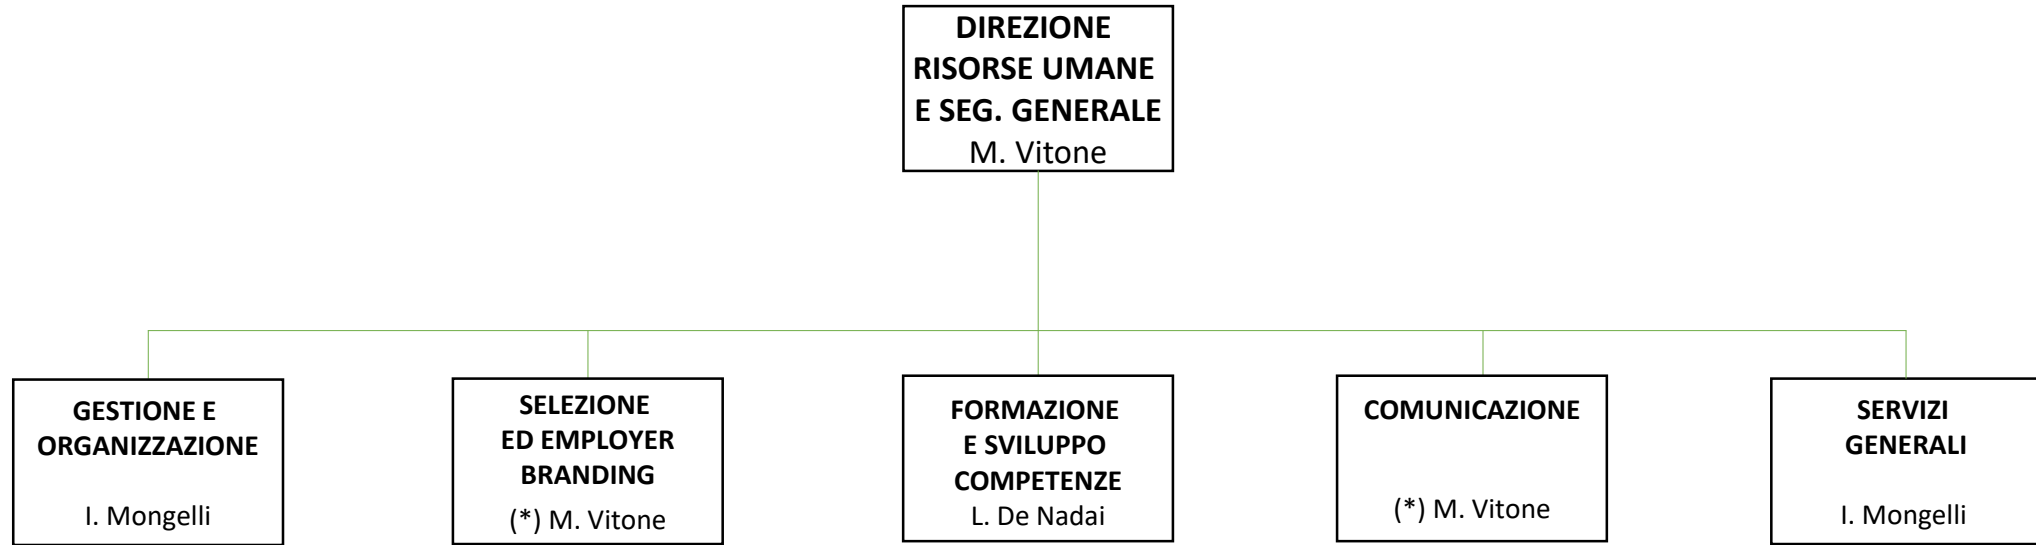 DIREZIONE
RISORSE UMANE
E SEG. GENERALE
M. Vitone
GESTIONE E
ORGANIZZAZIONE
I. Mongelli
SELEZIONE
ED EMPLOYER
BRANDING
(*) M. Vitone
FORMAZIONE
E SVILUPPO
COMPETENZE
L. De Nadai
COMUNICAZIONE
(*) M. Vitone
SERVIZI
GENERALI
I. Mongelli